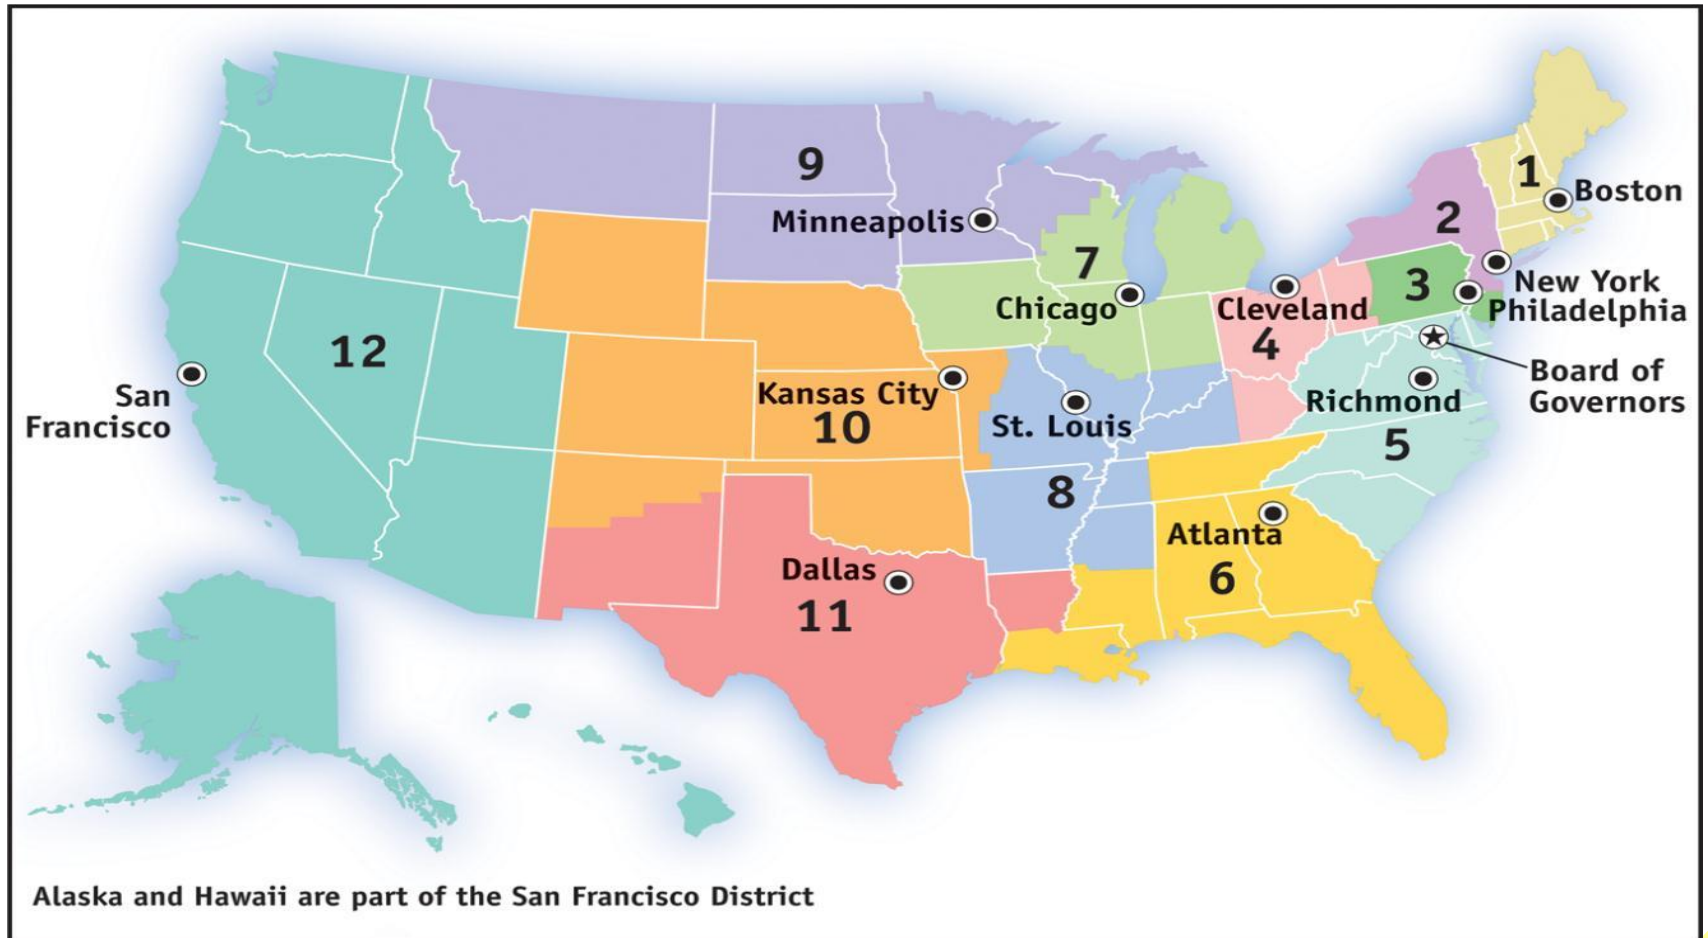 9
1
Boston
2
Minneapolis
7
3
New York
Chicago
Cleveland
Philadelphia
4
12
San
Francisco
Kansas City
10
St. Louis
Richmond
Board of
Governors
5
8
Atlanta
6
Dallas
11
Alaska and Hawaii are part of the San Francisco District